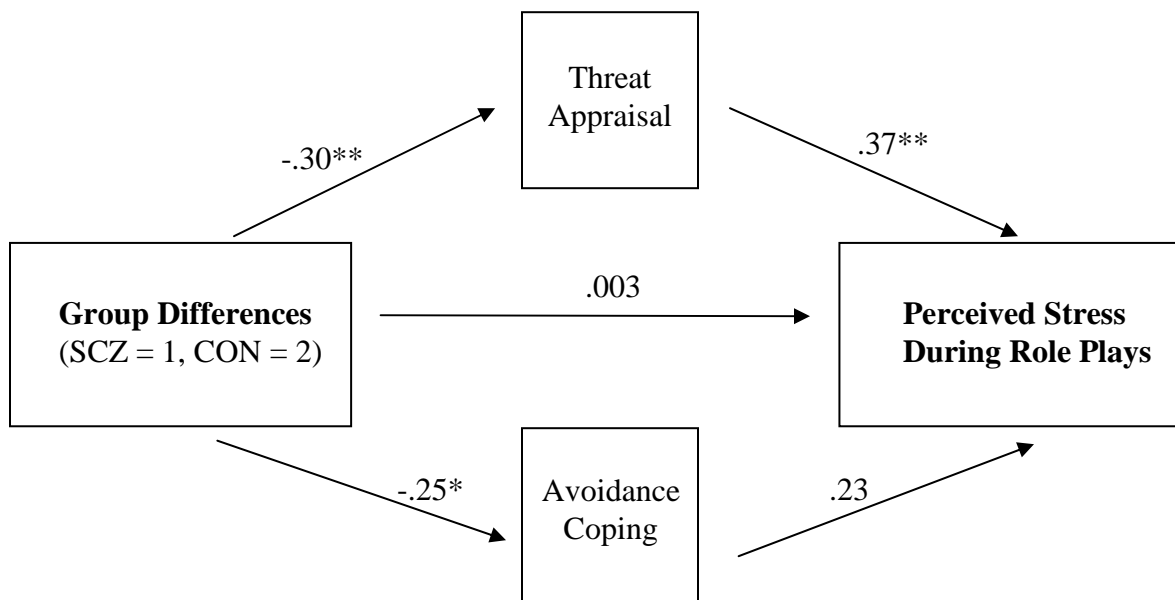 Threat
Appraisal
-.30**
.37**
Group Differences
(SCZ = 1, CON = 2)
.003
Perceived Stress
During Role Plays
-.25*
Avoidance
Coping
.23